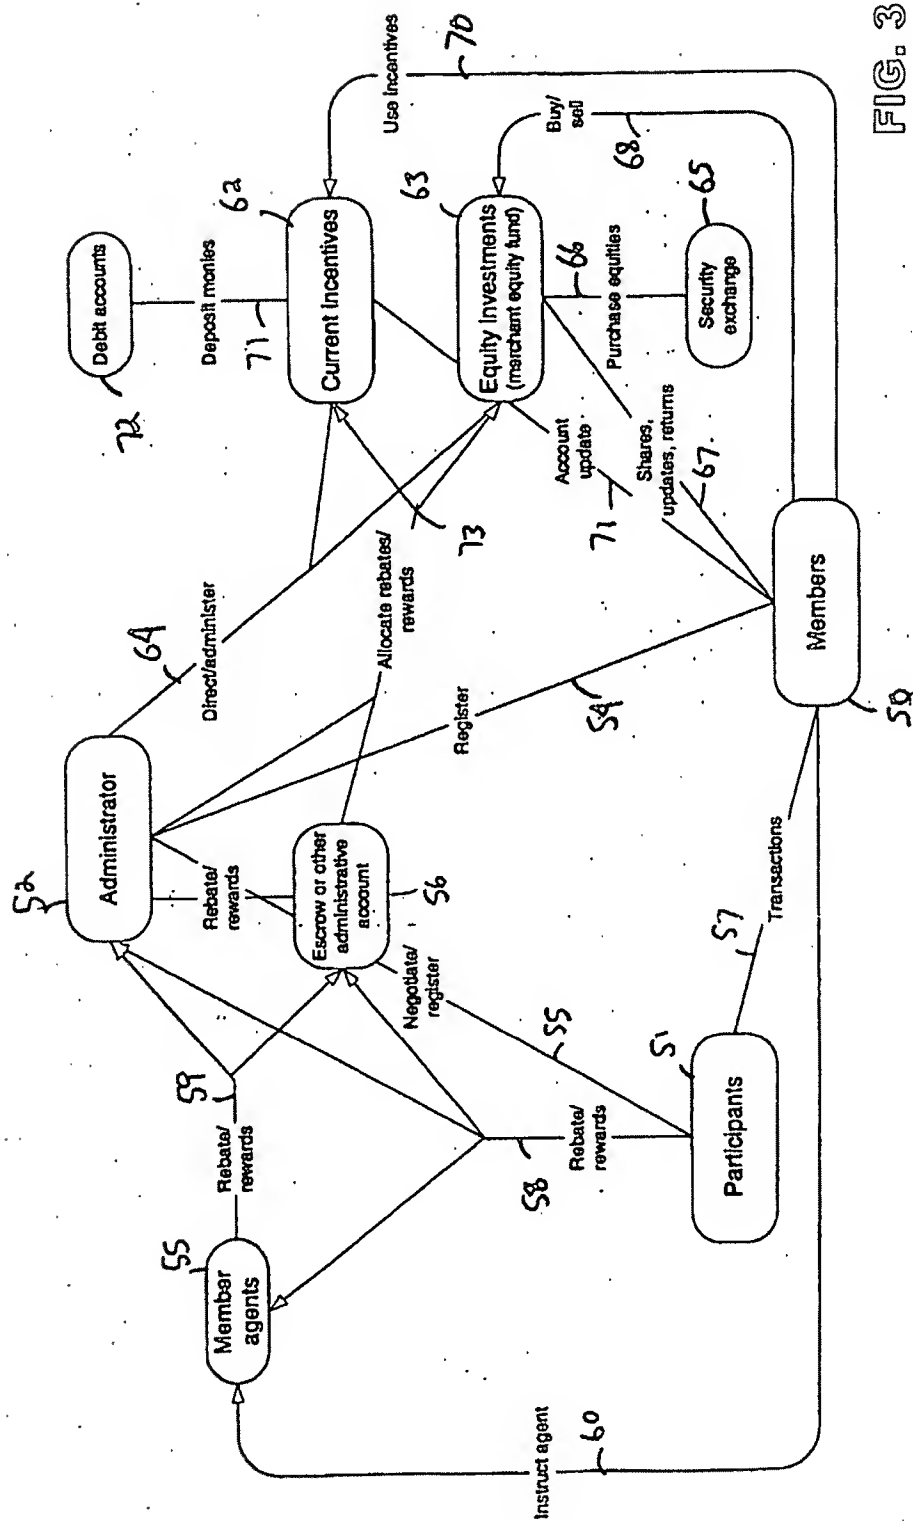 Instruct agent
60
55
Member
agents
59
Rebate/
rewards
52
Administrator
Rebate/
rewards
64
Direct/administer
72
Debit accounts
Deposit monies
71
62
Current incentives
Use incentives
70
Escrow or other
administrative
account
56
Allocate rebates/
rewards
73
63
Equity investments
(merchant equity fund)
Buy/
sell
68
Negotiate/
register
55
Register
54
Account
update
71
Purchase equities
66
Shares,
updates, returns
67
65
Security
exchange
58
Rebate/
rewards
51
Participants
57
Transactions
Members
50
FIG. 3